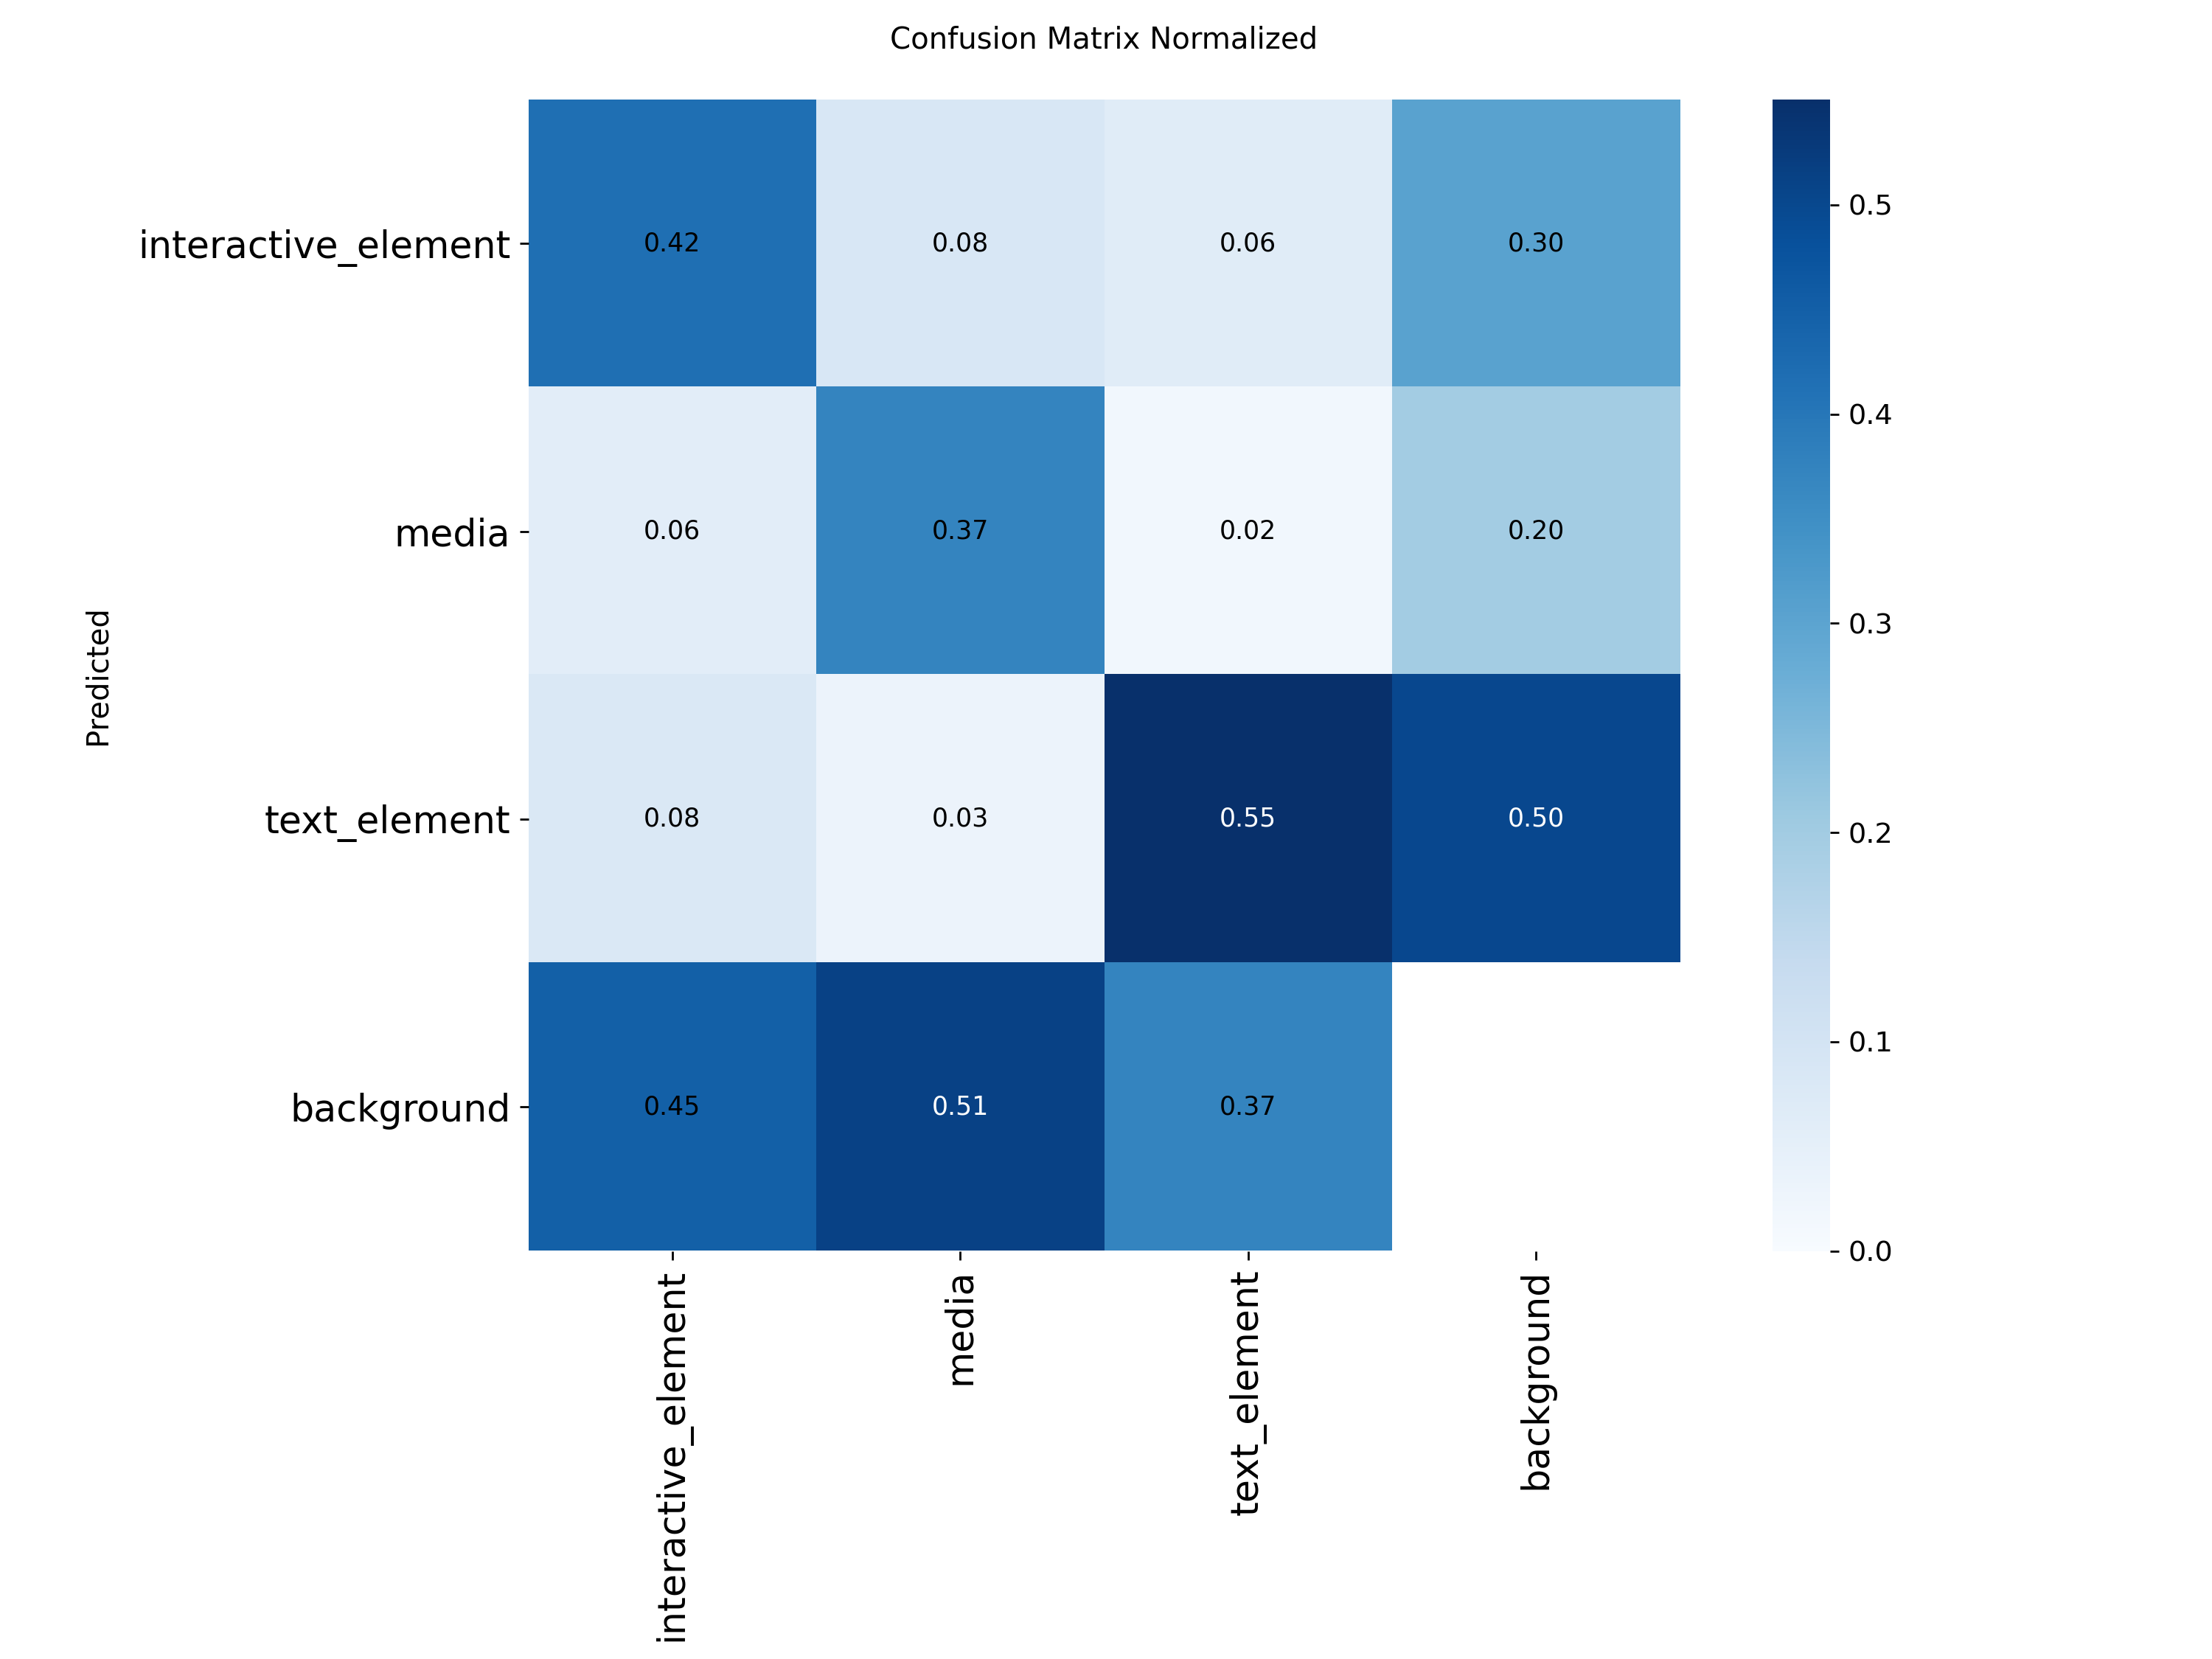 Confusion Matrix Normalized
interactive_element 0.42 0.08 0.06 0.30
media 0.06 0.37 0.02 0.20
text_element 0.08 0.03 0.55 0.50
background 0.45 0.51 0.37
Predicted
interactive_element
media
text_element
background
0.5
0.4
0.3
0.2
0.1
0.0